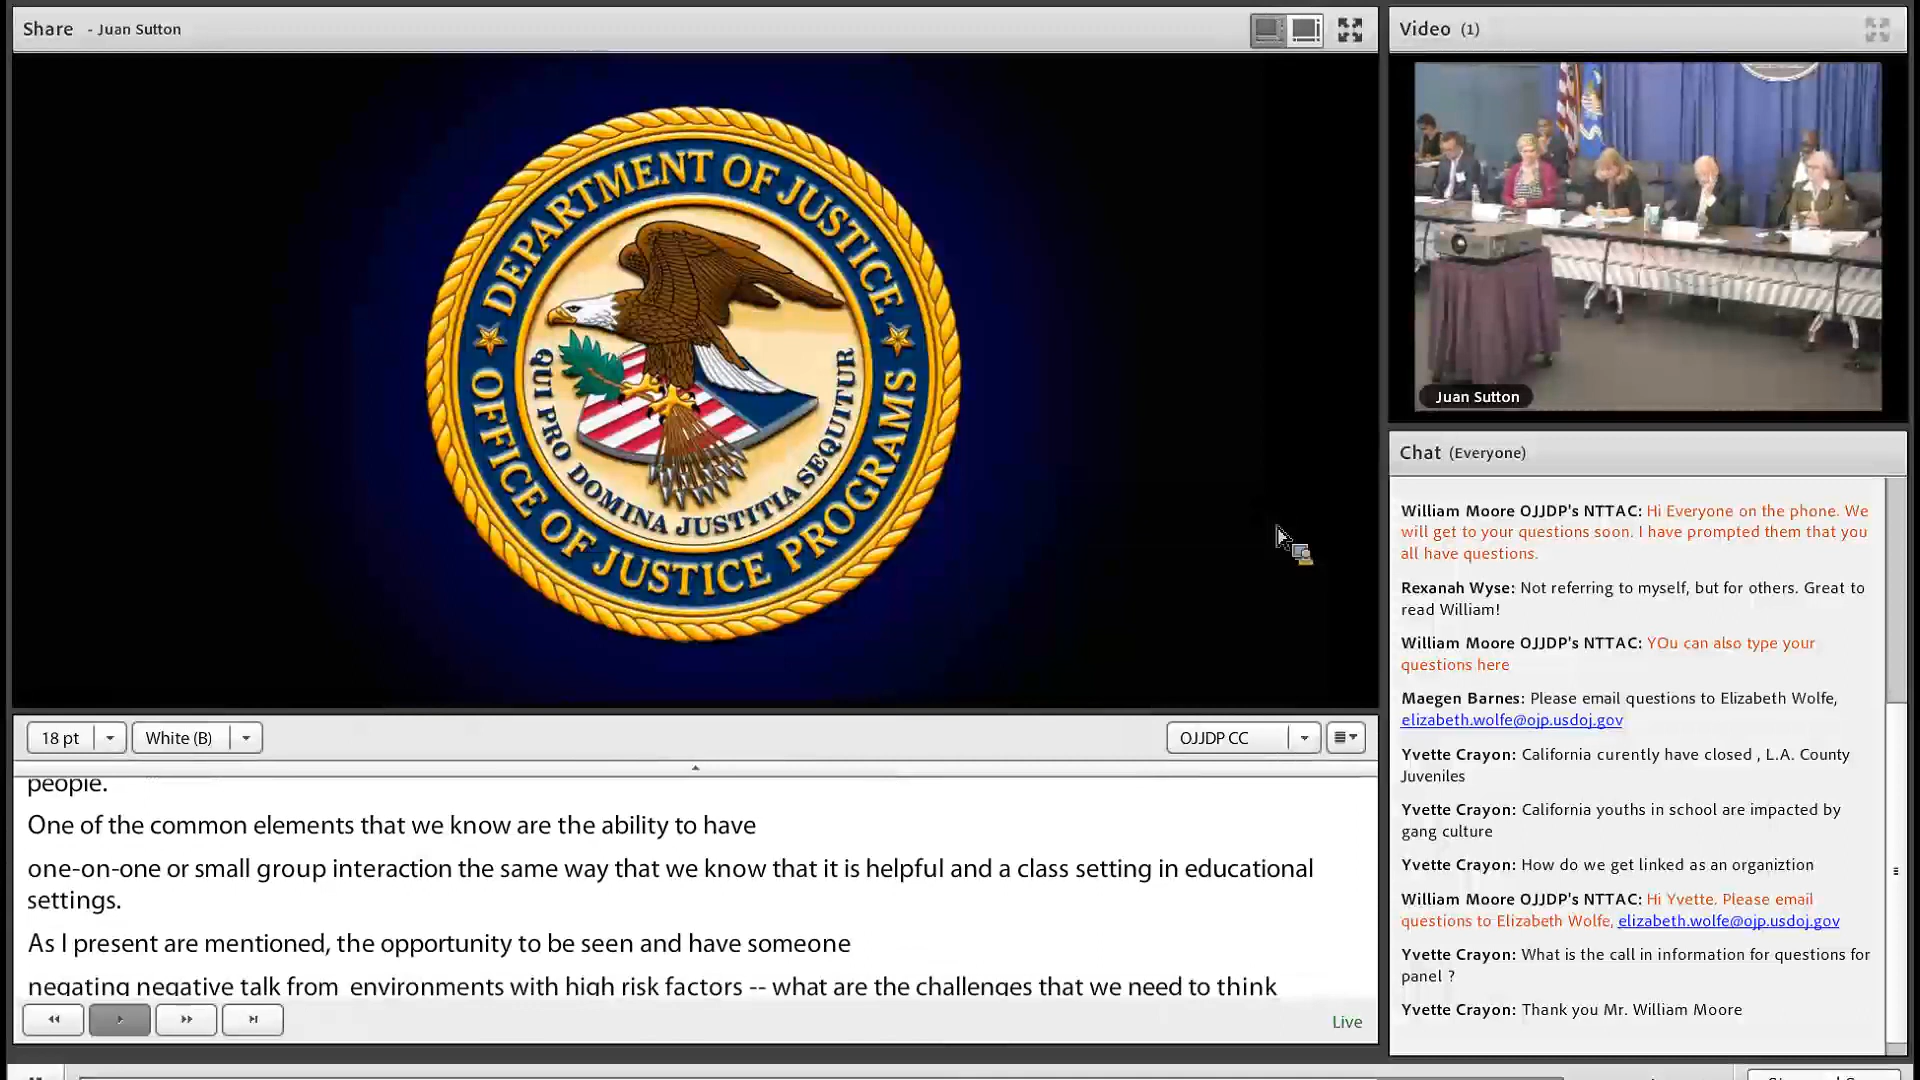 Share - Juan Sutton
DEPARTMENT OF JUSTICE
QUI PRO DOMINA JUSTITIA SEQUITUR
OFFICE OF JUSTICE PROGRAMS
18 pt
White (B)
OJJDP CC
people.
One of the common elements that we know are the ability to have
one-on-one or small group interaction the same way that we know that it is helpful and a class setting in educational
settings.
As I present are mentioned, the opportunity to be seen and have someone
negating negative talk from environments with high risk factors -- what are the challenges that we need to think
Live
Video (1)
Juan Sutton
Chat (Everyone)
William Moore OJJDP's NTTAC: Hi Everyone on the phone. We
will get to your questions soon. I have prompted them that you
all have questions.
Rexanah Wyse: Not referring to myself, but for others. Great to
read William!
William Moore OJJDP's NTTAC: YOu can also type your
questions here
Maegen Barnes: Please email questions to Elizabeth Wolfe,
elizabeth.wolfe@ojp.usdoj.gov
Yvette Crayon: California curently have closed , L.A. County
Juveniles
Yvette Crayon: California youths in school are impacted by
gang culture
Yvette Crayon: How do we get linked as an organiztion
William Moore OJJDP's NTTAC: Hi Yvette. Please email
questions to Elizabeth Wolfe, elizabeth.wolfe@ojp.usdoj.gov
Yvette Crayon: What is the call in information for questions for
panel ?
Yvette Crayon: Thank you Mr. William Moore